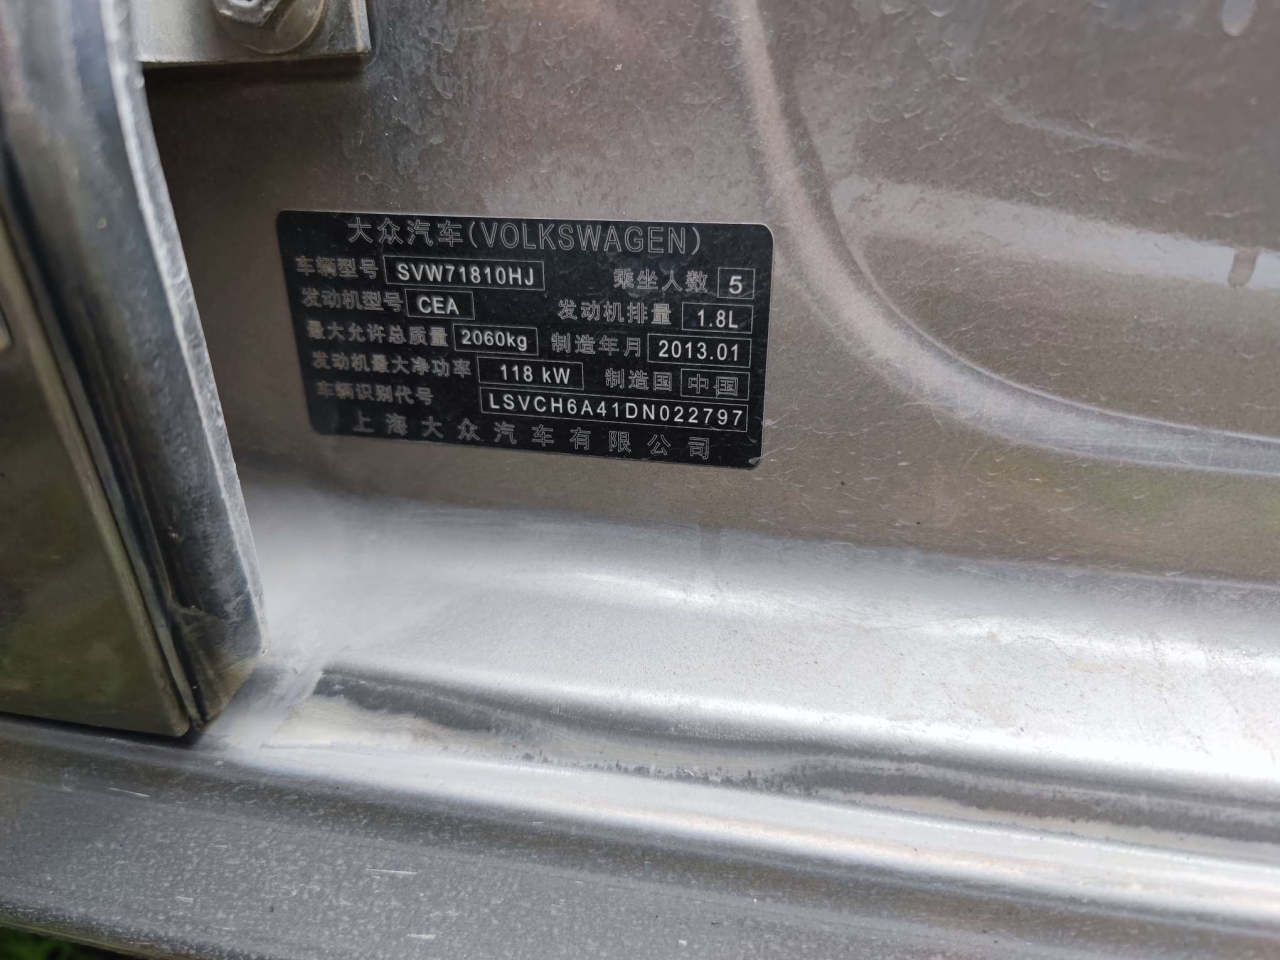 大众汽车(VOLKSWAGEN)
车辆型号 SVW71810HJ 乘坐人数 5
发动机型号 CEA 发动机排量 1.8L
最大允许总质量 2060kg 制造年月 2013.01
发动机最大净功率 118 kW 制造国 中国
车辆识别代号 LSVCH6A41DN022797
上海大众汽车有限公司